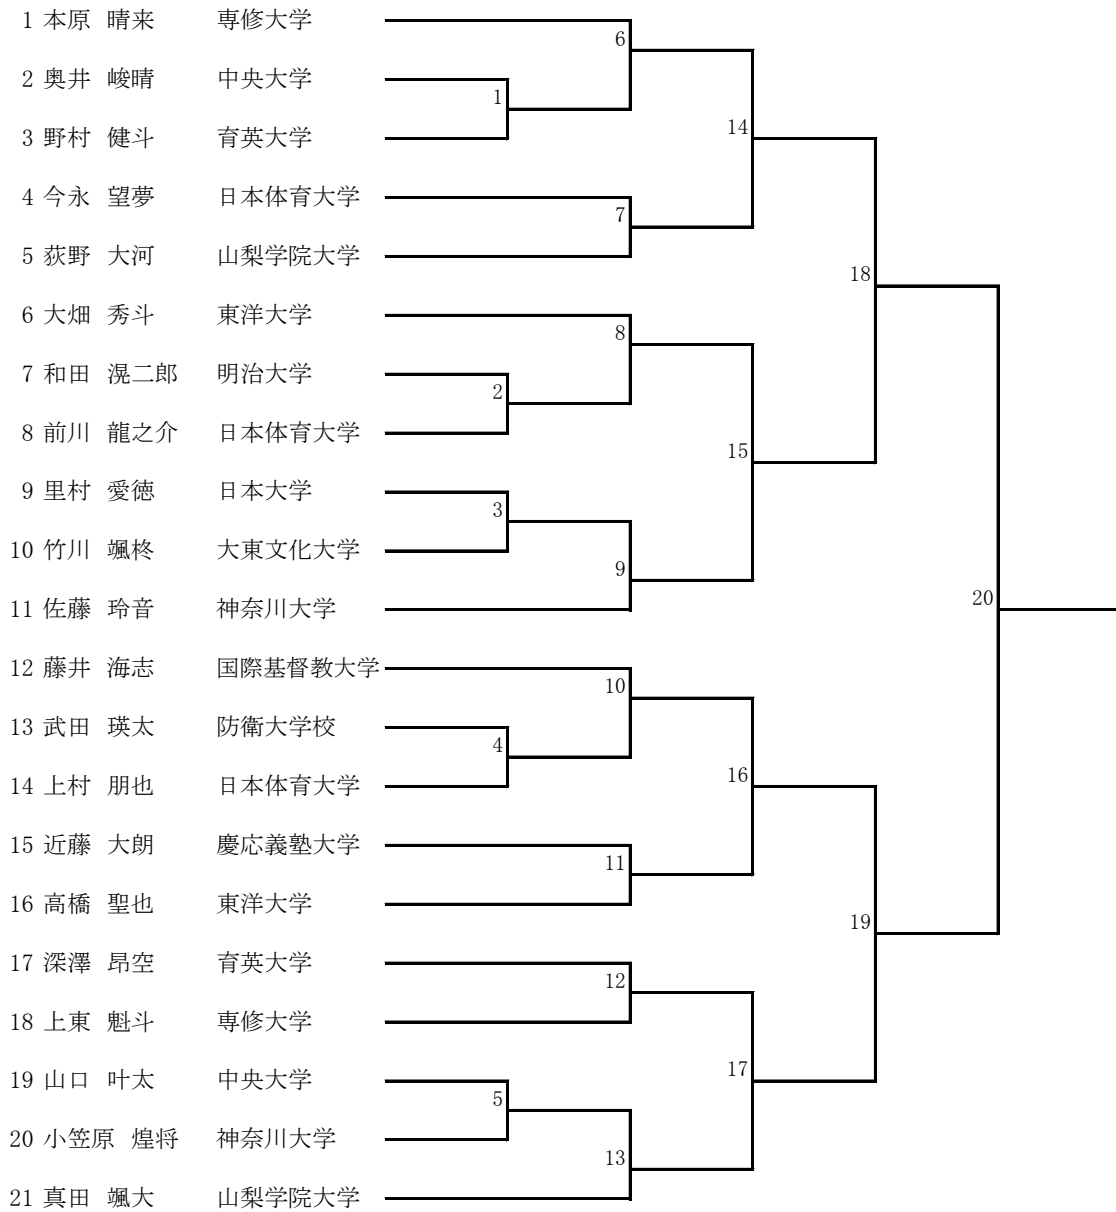 1 本原 晴来 専修大学
6
2 奥井 峻晴 中央大学
1
14
3 野村 健斗 育英大学
4 今永 望夢 日本体育大学
7
5 荻野 大河 山梨学院大学
18
6 大畑 秀斗 東洋大学
8
7 和田 滉二郎 明治大学
2
8 前川 龍之介 日本体育大学
15
9 里村 愛徳 日本大学
3
10 竹川 颯柊 大東文化大学
9
20
11 佐藤 玲音 神奈川大学
12 藤井 海志 国際基督教大学
10
13 武田 瑛太 防衛大学校
4
16
14 上村 朋也 日本体育大学
15 近藤 大朗 慶応義塾大学
11
16 高橋 聖也 東洋大学
19
17 深澤 昂空 育英大学
12
18 上東 魁斗 専修大学
17
19 山口 叶太 中央大学
5
20 小笠原 煌将 神奈川大学
13
21 真田 颯大 山梨学院大学